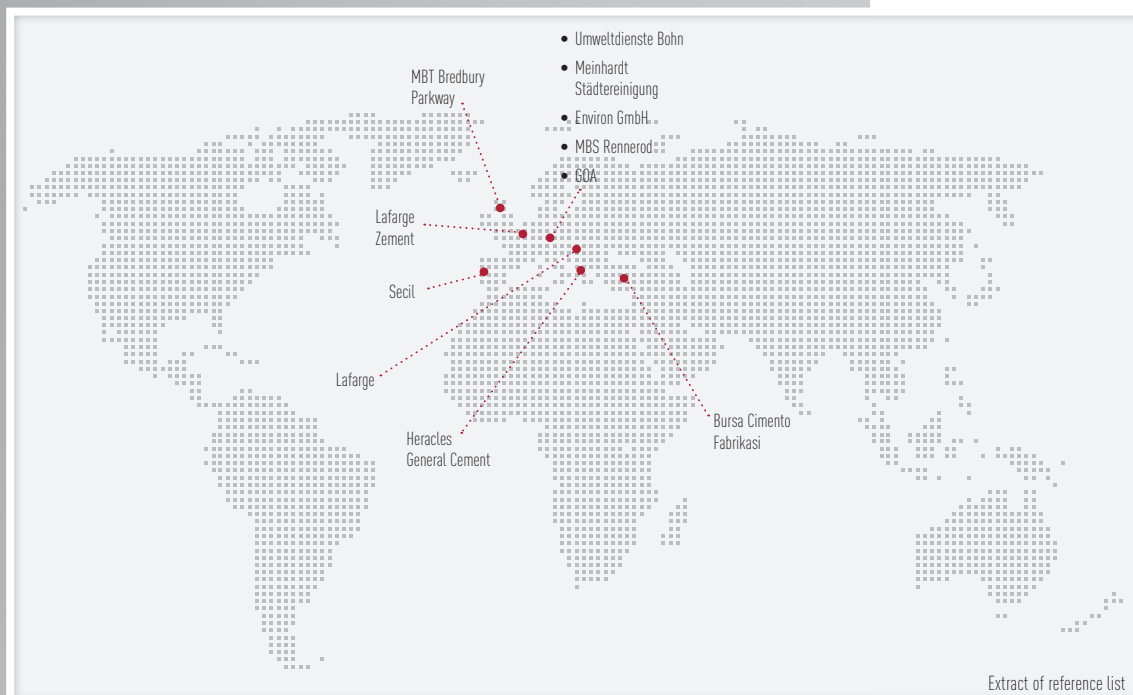 • Umweltdienste Bohn
• Meinhardt
Städtereinigung
• Environ GmbH
• MBS Rennerod
• GOA
MBT Bredbury
Parkway
Lafarge
Zement
Secil
Lafarge
Heracles
General Cement
Bursa Cimento
Fabrikasi
Extract of reference list